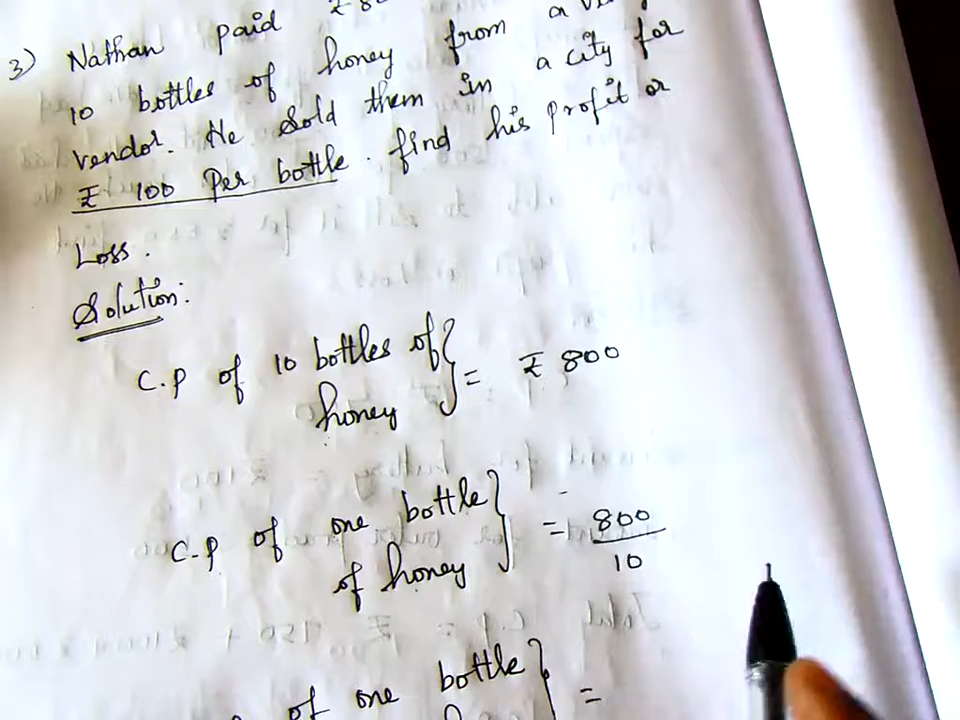 3) Nathan paid ₹ 80
10 bottles of honey from a
vendor. He sold them in a city for
₹ 100 Per bottle. find his profit or
Loss.
Solution:
C.P of 10 bottles of
honey } = ₹ 800
C.P of one bottle
of honey } = 800/10
of one bottle } =